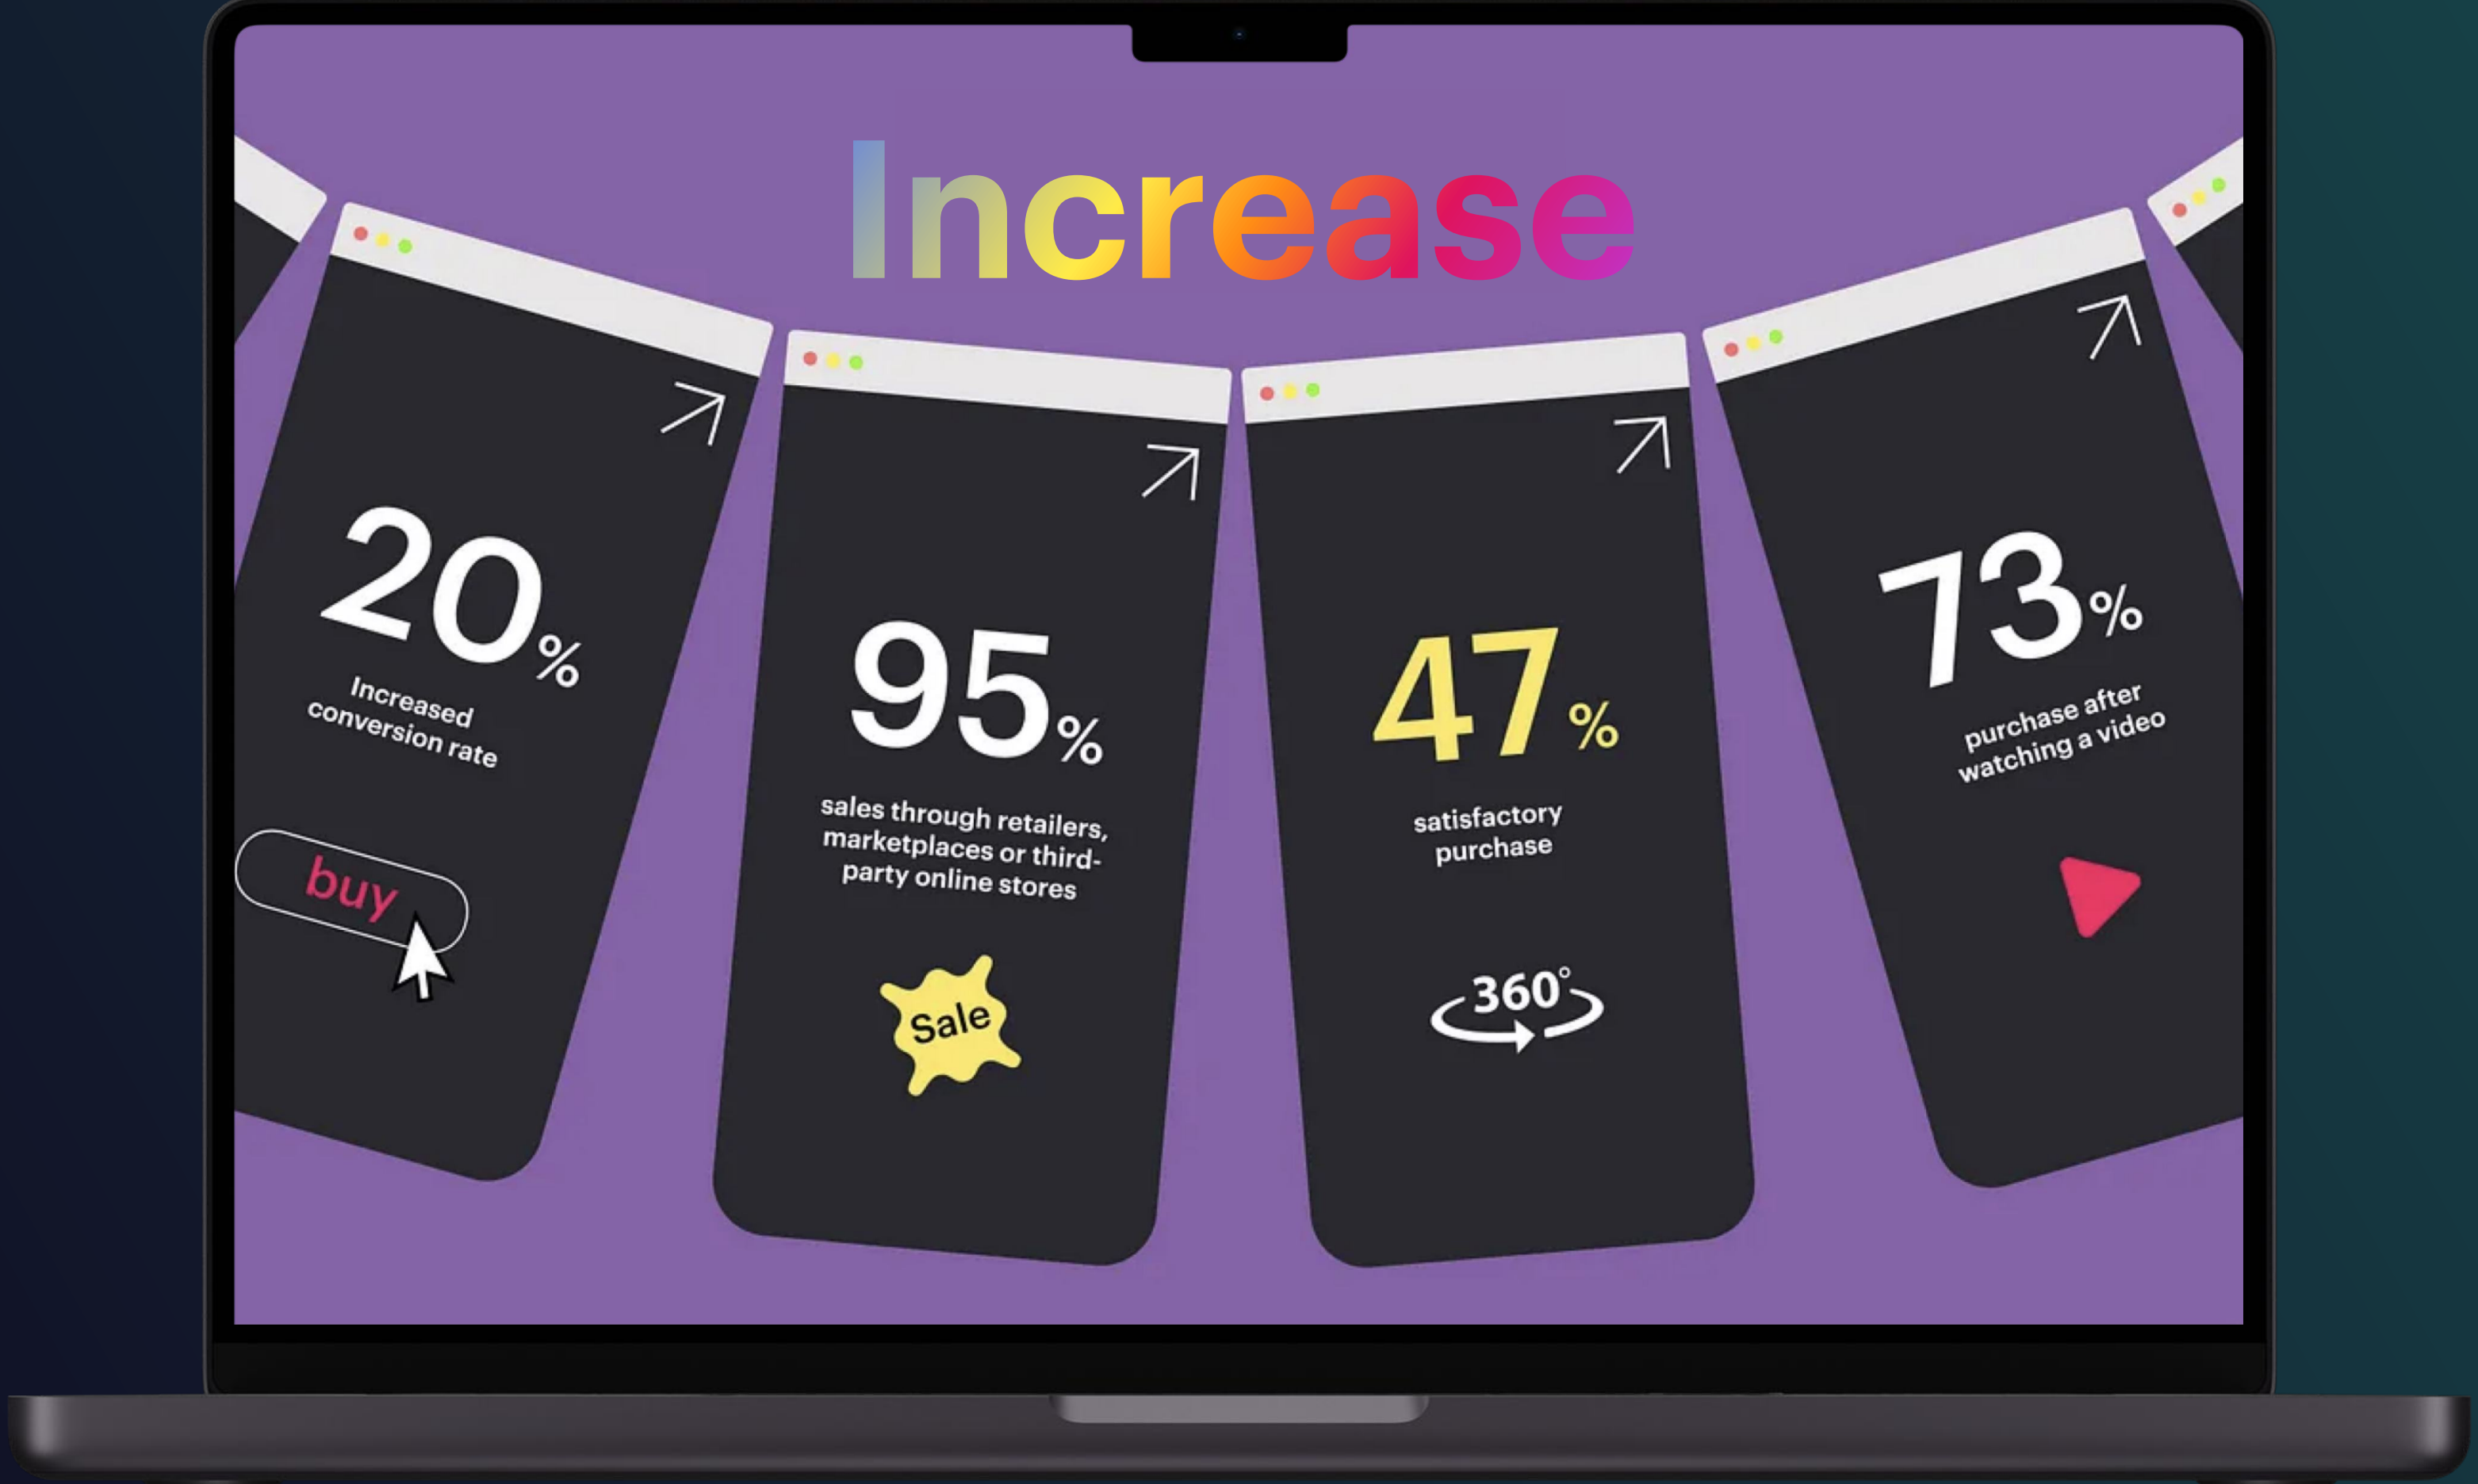 Increase
20%
Increased
conversion rate
buy
95%
sales through retailers,
marketplaces or third-
party online stores
Sale
47%
satisfactory
purchase
360°
73%
purchase after
watching a video